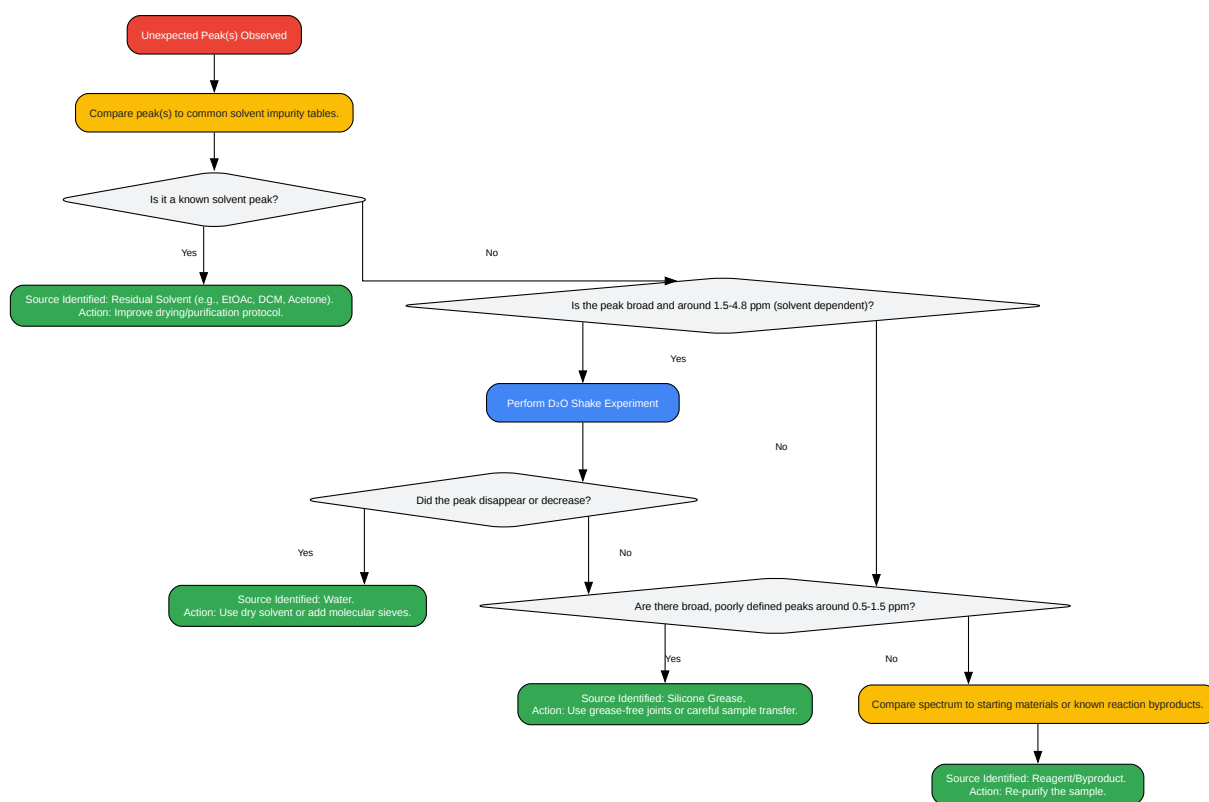 Unexpected Peak(s) Observed
Compare peak(s) to common solvent impurity tables.
Is it a known solvent peak?
Yes
No
Source Identified: Residual Solvent (e.g., EtOAc, DCM, Acetone).
Action: Improve drying/purification protocol.
Is the peak broad and around 1.5-4.8 ppm (solvent dependent)?
Yes
Perform D₂O Shake Experiment
No
Did the peak disappear or decrease?
Yes
No
Source Identified: Water.
Action: Use dry solvent or add molecular sieves.
Are there broad, poorly defined peaks around 0.5-1.5 ppm?
Yes
No
Source Identified: Silicone Grease.
Action: Use grease-free joints or careful sample transfer.
Compare spectrum to starting materials or known reaction byproducts.
Source Identified: Reagent/Byproduct.
Action: Re-purify the sample.